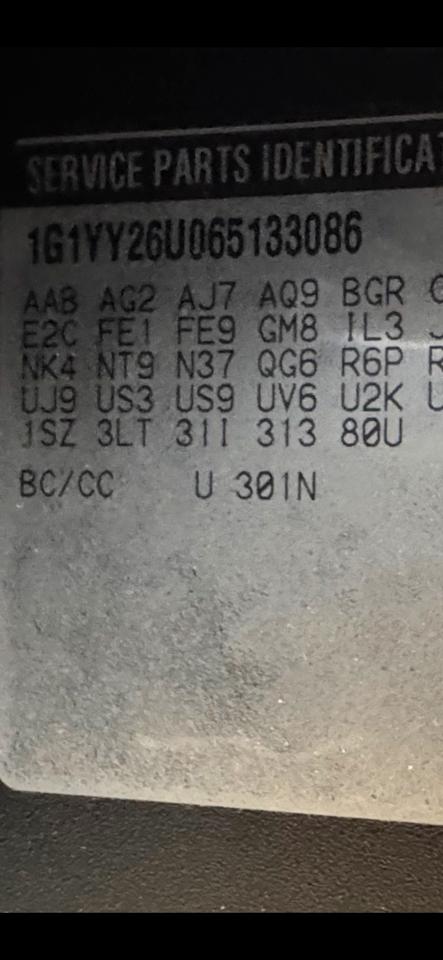 SERVICE PARTS IDENTIFICA
1G1YY26U065133086
AA8 AG2 AJ7 AQ9 BGR
E2C FE1 FE9 GM8 IL3
NK4 NT9 N37 QG6 R6P
UJ9 US3 US9 UV6 U2K
1SZ 3LT 31I 313 80U
BC/CC U 301N